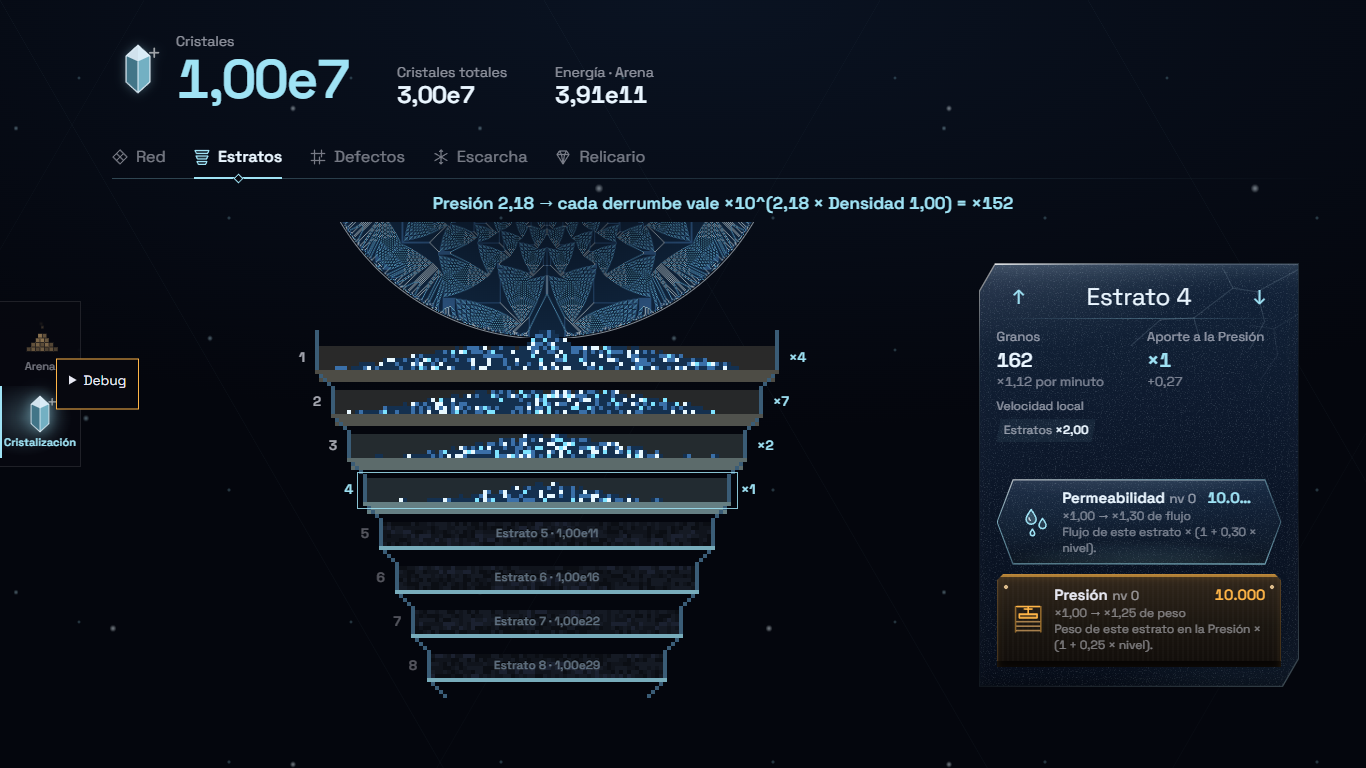 Cristales
1,00e7
Cristales totales
3,00e7
Energía · Arena
3,91e11
Red
Estratos
Defectos
Escarcha
Relicario
Presión 2,18 → cada derrumbe vale ×10^(2,18 × Densidad 1,00) = ×152
Arena
▶ Debug
Cristalización
1
×4
2
×7
3
×2
4
×1
5
Estrato 5 · 1,00e11
6
Estrato 6 · 1,00e16
7
Estrato 7 · 1,00e22
8
Estrato 8 · 1,00e29
↑ Estrato 4 ↓
Granos
162
×1,12 por minuto
Aporte a la Presión
×1
+0,27
Velocidad local
Estratos ×2,00
Permeabilidad nv 0 10.0...
×1,00 → ×1,30 de flujo
Flujo de este estrato × (1 + 0,30 ×
nivel).
Presión nv 0 10.000
×1,00 → ×1,25 de peso
Peso de este estrato en la Presión ×
(1 + 0,25 × nivel).